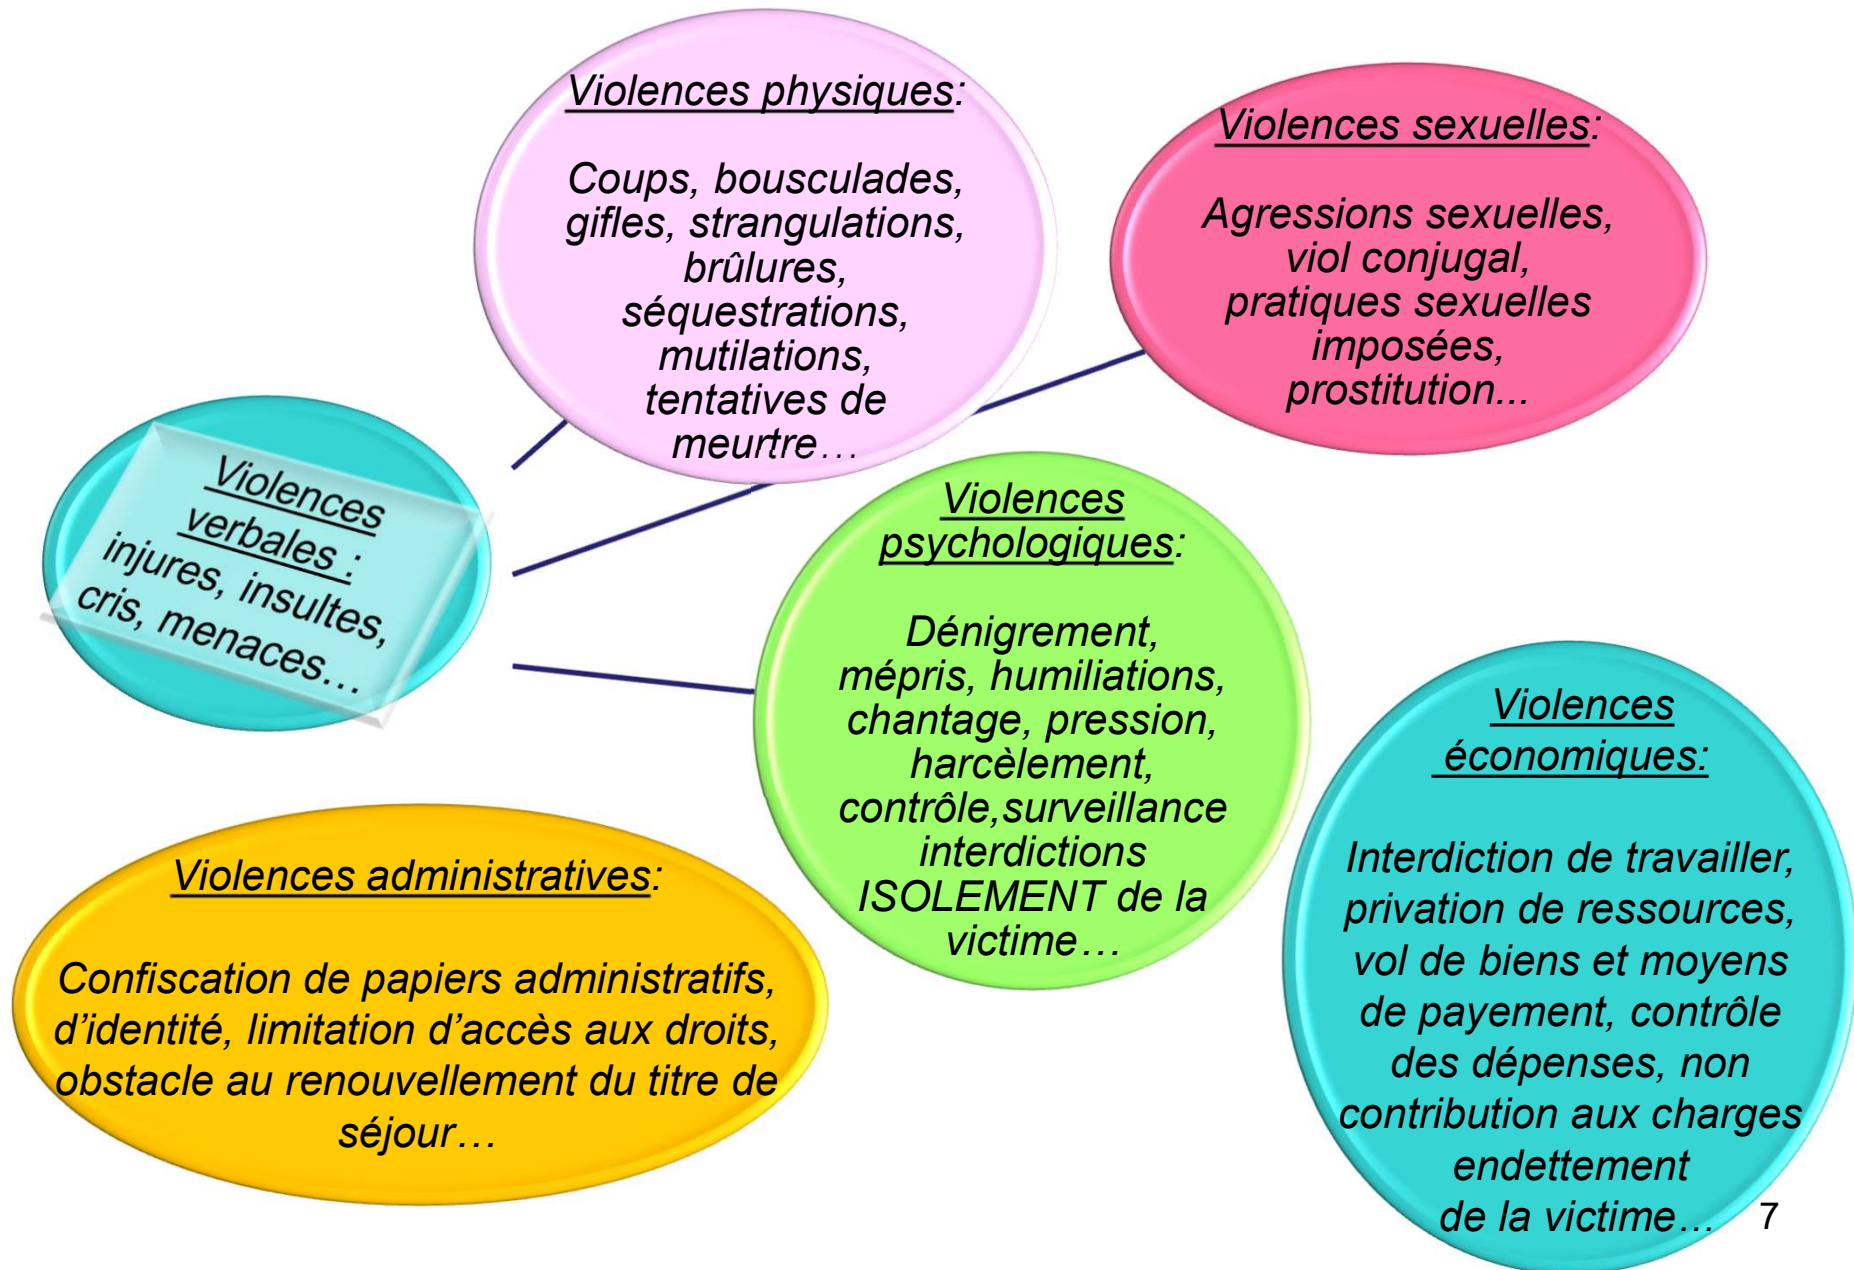 Violences physiques:
Coups, bousculades,
gifles, strangulations,
brûlures,
séquestrations,
mutilations,
tentatives de
meurtre…
Violences sexuelles:
Agressions sexuelles,
viol conjugal,
pratiques sexuelles
imposées,
prostitution...
Violences
verbales :
injures, insultes,
cris, menaces…
Violences
psychologiques:
Dénigrement,
mépris, humiliations,
chantage, pression,
harcèlement,
contrôle,surveillance
interdictions
ISOLEMENT de la
victime…
Violences
économiques:
Interdiction de travailler,
privation de ressources,
vol de biens et moyens
de payement, contrôle
des dépenses, non
contribution aux charges
endettement
de la victime…
Violences administratives:
Confiscation de papiers administratifs,
d’identité, limitation d’accès aux droits,
obstacle au renouvellement du titre de
séjour…
7